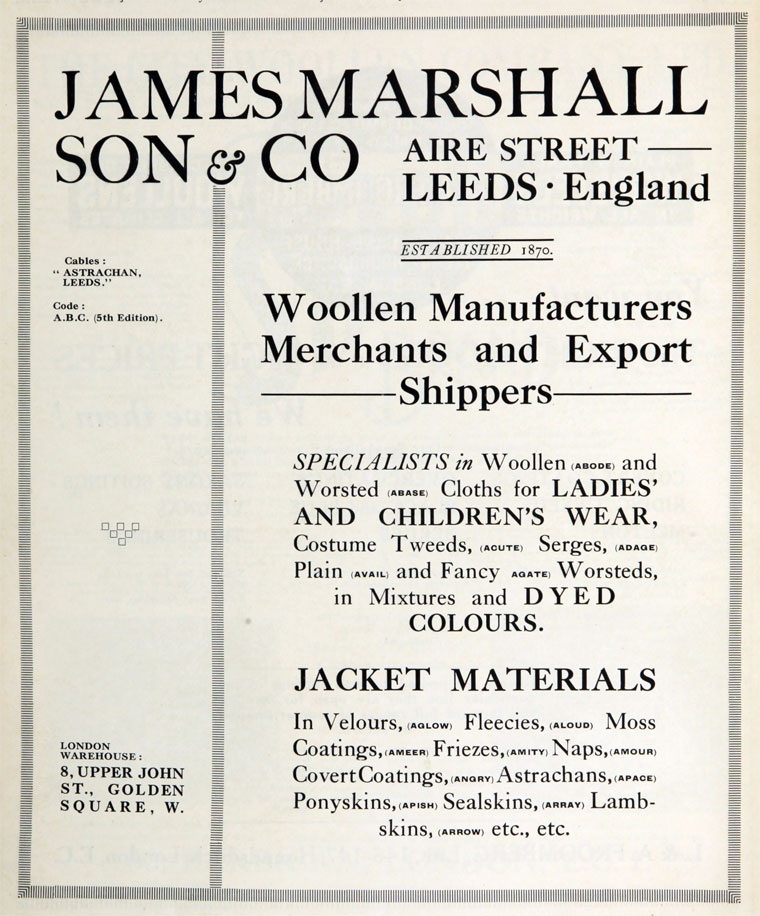 JAMES MARSHALL
SON & CO
AIRE STREET
LEEDS · England
ESTABLISHED 1870.
Cables :
" ASTRACHAN,
LEEDS."
Code :
A.B.C. (5th Edition).
Woollen Manufacturers
Merchants and Export
Shippers
SPECIALISTS in Woollen (ABODE) and
Worsted (ABASE) Cloths for LADIES'
AND CHILDREN'S WEAR,
Costume Tweeds, (ACUTE) Serges, (ADAGE)
Plain (AVAIL) and Fancy AGATE) Worsteds,
in Mixtures and DYED
COLOURS.
JACKET MATERIALS
In Velours, (AGLOW) Fleecies, (ALOUD) Moss
Coatings, (AMEER) Friezes, (AMITY) Naps, (AMOUR)
Covert Coatings, (ANGRY) Astrachans, (APACE)
Ponyskins, (APISH) Sealskins, (ARRAY) Lamb-
skins, (ARROW) etc., etc.
LONDON
WAREHOUSE :
8, UPPER JOHN
ST., GOLDEN
SQUARE, W.